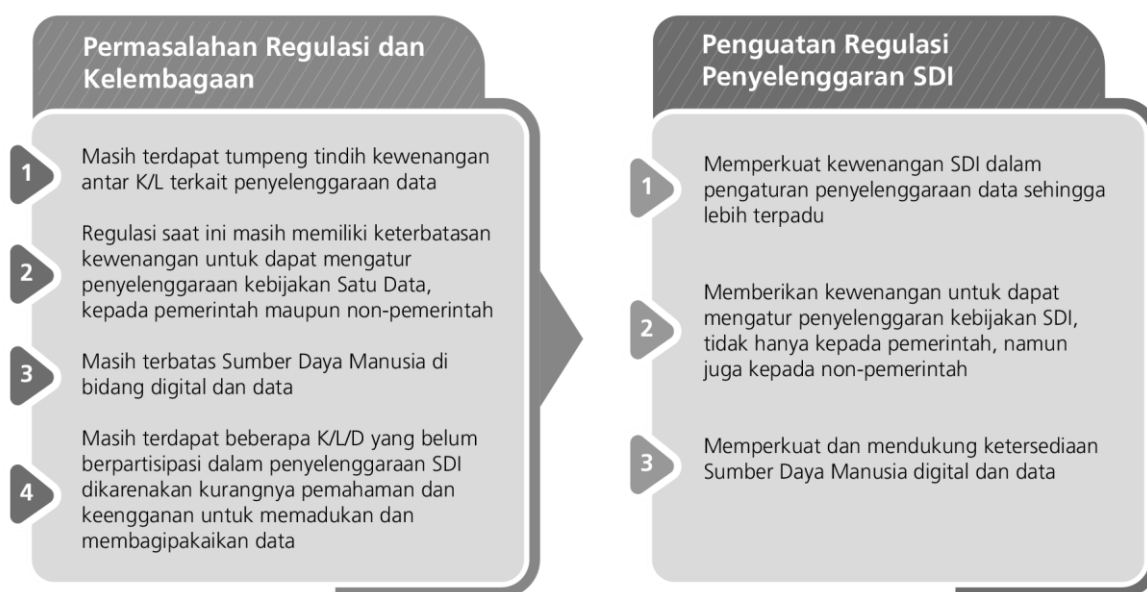 Permasalahan Regulasi dan
Kelembagaan
1
Masih terdapat tumpeng tindih kewenangan
antar K/L terkait penyelenggaraan data
2
Regulasi saat ini masih memiliki keterbatasan
kewenangan untuk dapat mengatur
penyelenggaraan kebijakan Satu Data,
kepada pemerintah maupun non-pemerintah
3
Masih terbatas Sumber Daya Manusia di
bidang digital dan data
4
Masih terdapat beberapa K/L/D yang belum
berpartisipasi dalam penyelenggaraan SDI
dikarenakan kurangnya pemahaman dan
keengganan untuk memadukan dan
membagipakaikan data
Penguatan Regulasi
Penyelenggaran SDI
1
Memperkuat kewenangan SDI dalam
pengaturan penyelenggaraan data sehingga
lebih terpadu
2
Memberikan kewenangan untuk dapat
mengatur penyelenggaran kebijakan SDI,
tidak hanya kepada pemerintah, namun
juga kepada non-pemerintah
3
Memperkuat dan mendukung ketersediaan
Sumber Daya Manusia digital dan data